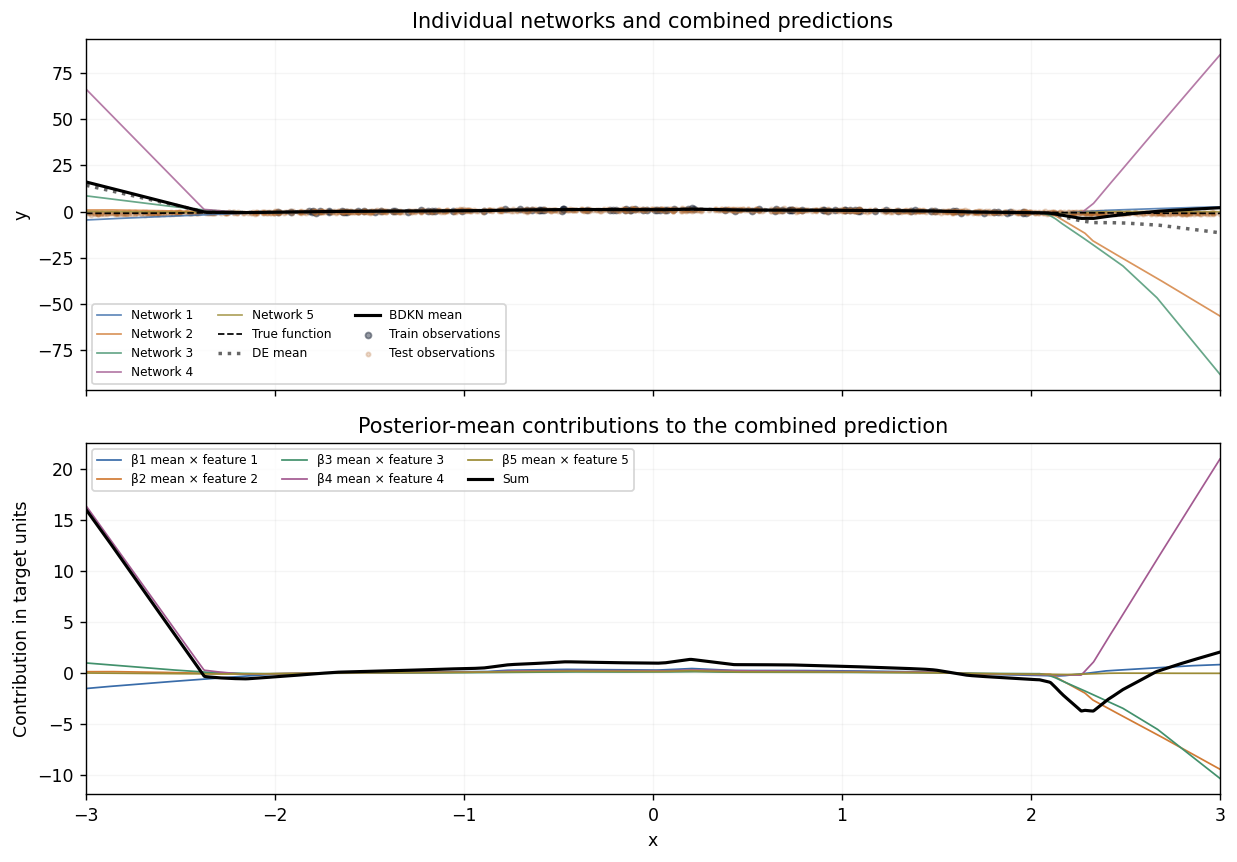 Individual networks and combined predictions
75
50
25
0
−25
−50
−75
y
Network 1
Network 2
Network 3
Network 4
Network 5
True function
DE mean
BDKN mean
Train observations
Test observations
Posterior-mean contributions to the combined prediction
20
15
10
5
0
−5
−10
Contribution in target units
β1 mean × feature 1
β2 mean × feature 2
β3 mean × feature 3
β4 mean × feature 4
β5 mean × feature 5
Sum
−3 −2 −1 0 1 2 3
x